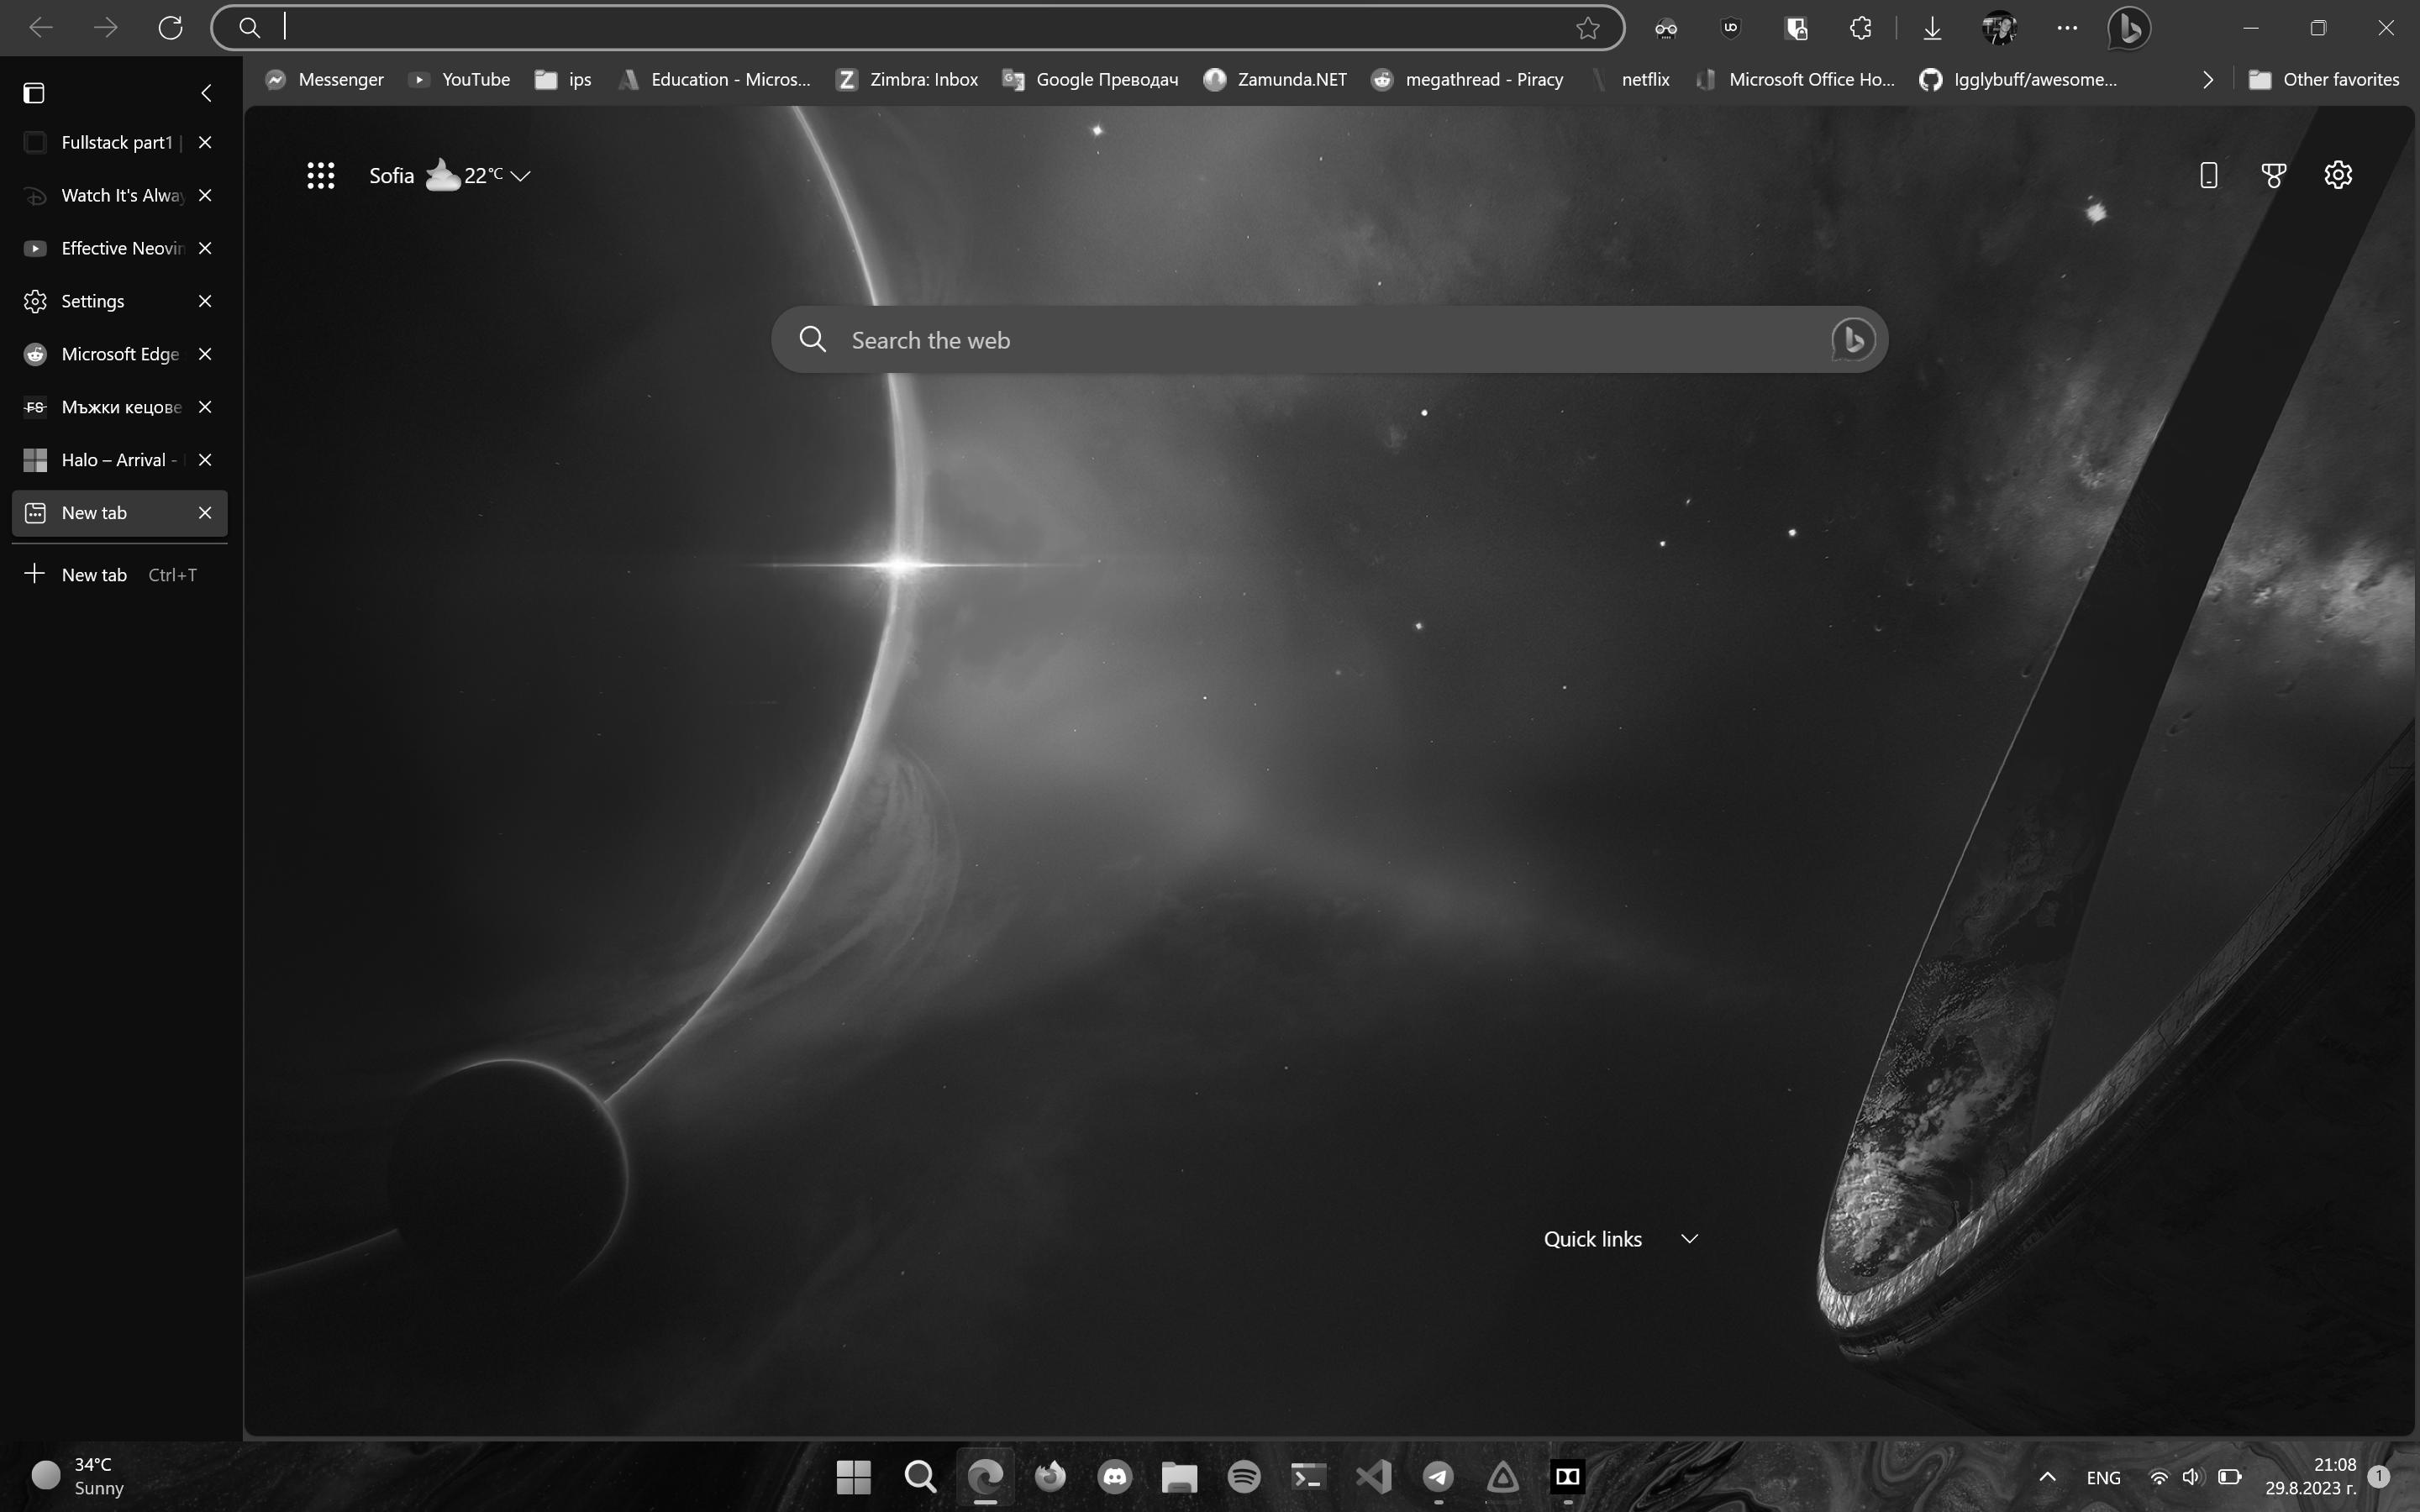 Messenger
YouTube
ips
Education - Micros...
Zimbra: Inbox
Google Преводач
Zamunda.NET
megathread - Piracy
netflix
Microsoft Office Ho...
Igglybuff/awesome...
Other favorites
Fullstack part1 |
Watch It's Alway
Effective Neovim
Settings
Microsoft Edge
Мъжки кецове
Halo – Arrival -
New tab
New tab Ctrl+T
Sofia 22°C
Search the web
Quick links
34°C
Sunny
ENG
21:08
29.8.2023 г.
1